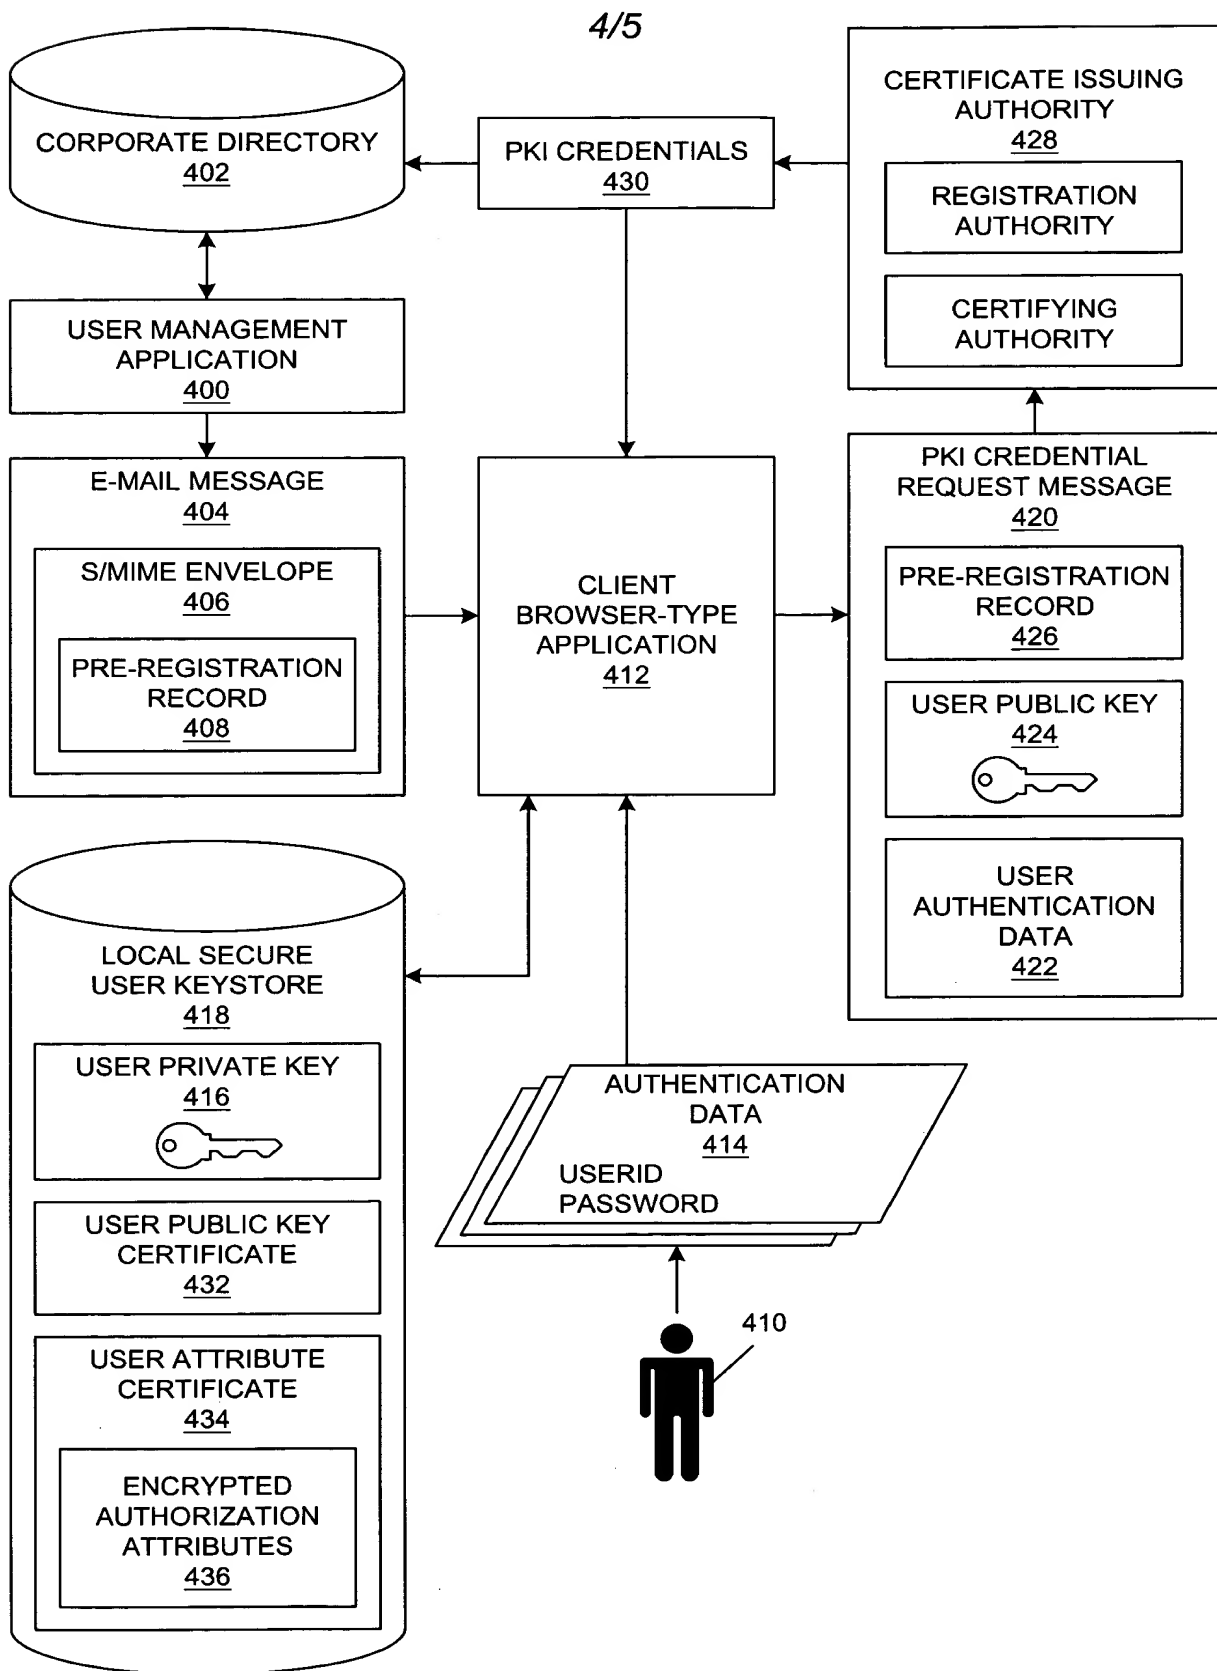 4/5
CORPORATE DIRECTORY
402
PKI CREDENTIALS
430
CERTIFICATE ISSUING
AUTHORITY
428
REGISTRATION
AUTHORITY
CERTIFYING
AUTHORITY
USER MANAGEMENT
APPLICATION
400
E-MAIL MESSAGE
404
S/MIME ENVELOPE
406
PRE-REGISTRATION
RECORD
408
CLIENT
BROWSER-TYPE
APPLICATION
412
PKI CREDENTIAL
REQUEST MESSAGE
420
PRE-REGISTRATION
RECORD
426
USER PUBLIC KEY
424
USER
AUTHENTICATION
DATA
422
LOCAL SECURE
USER KEYSTORE
418
USER PRIVATE KEY
416
USER PUBLIC KEY
CERTIFICATE
432
USER ATTRIBUTE
CERTIFICATE
434
ENCRYPTED
AUTHORIZATION
ATTRIBUTES
436
AUTHENTICATION
DATA
414
USERID
PASSWORD
410